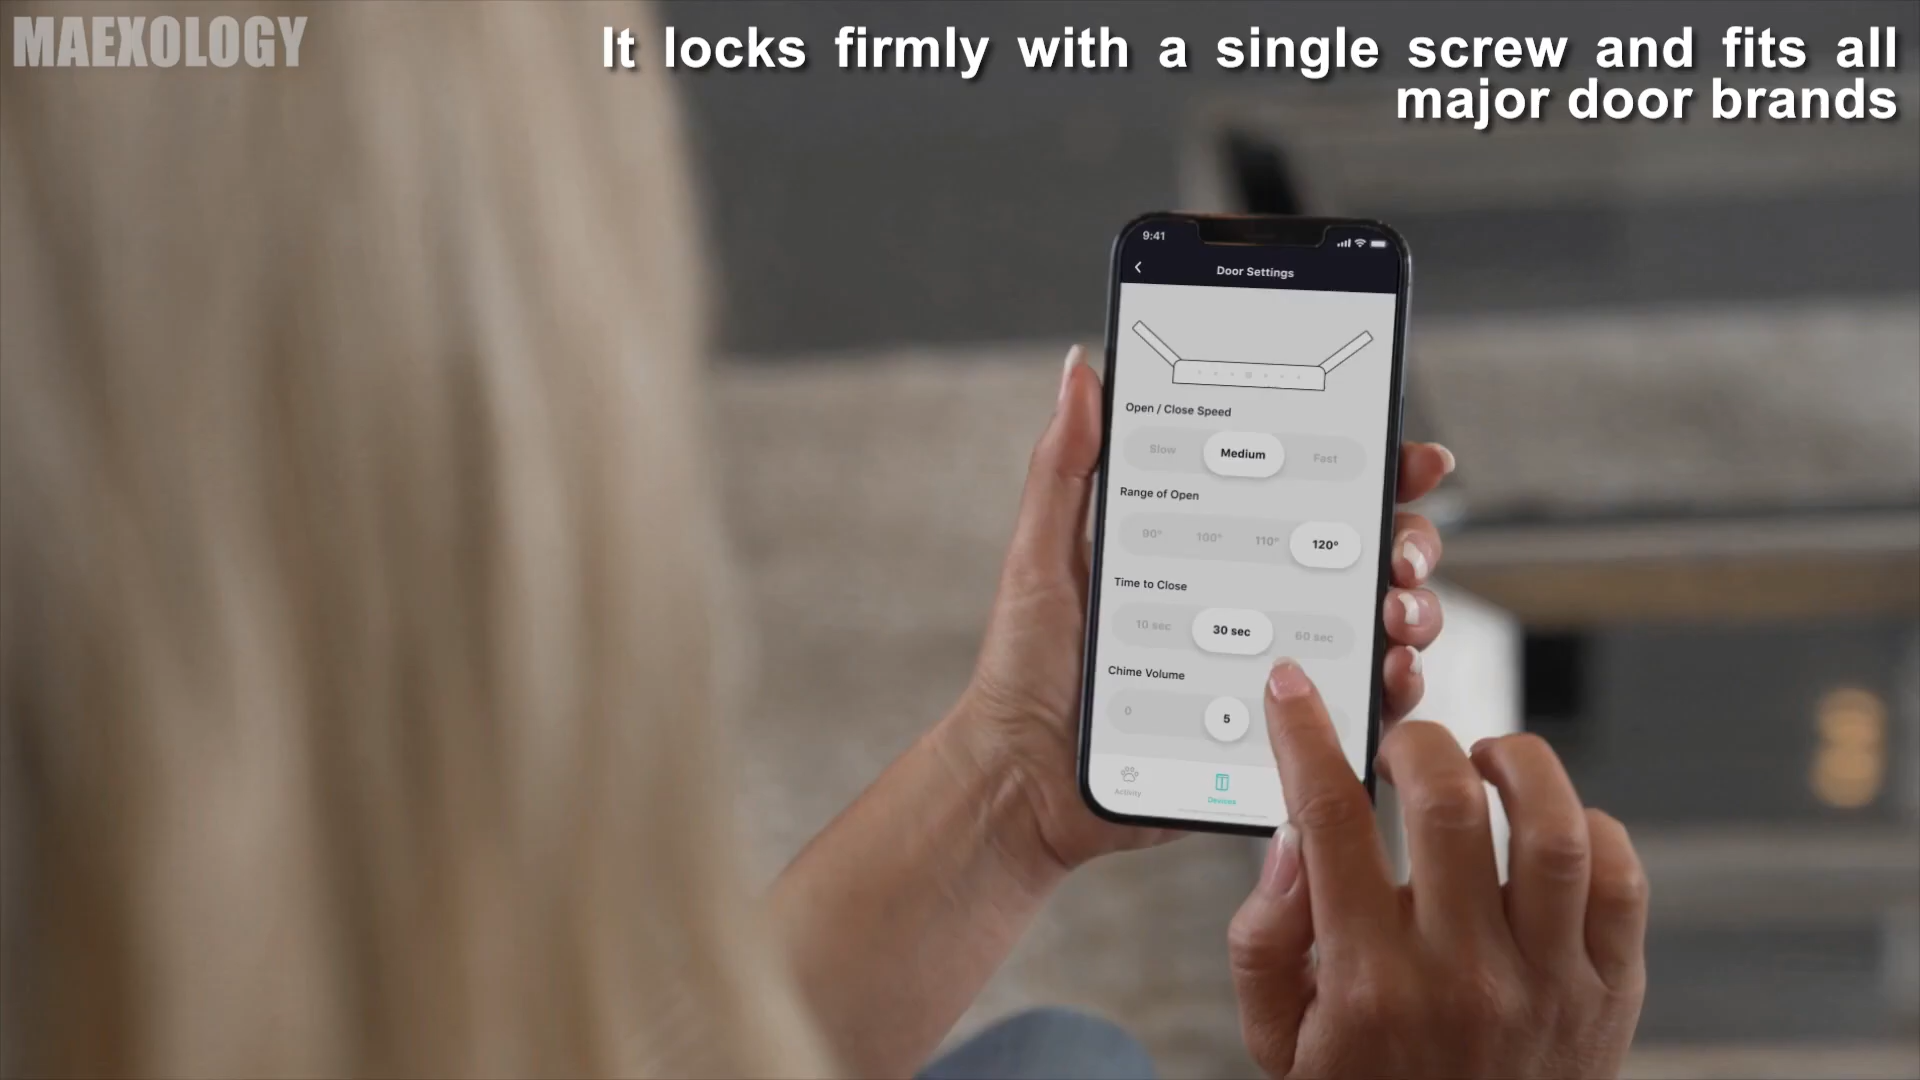 MAEXOLOGY
It locks firmly with a single screw and fits all
major door brands
9:41
Door Settings
Open / Close Speed
Slow Medium Fast
Range of Open
90° 100° 110° 120°
Time to Close
10 sec 30 sec 60 sec
Chime Volume
0 5
Activity Devices